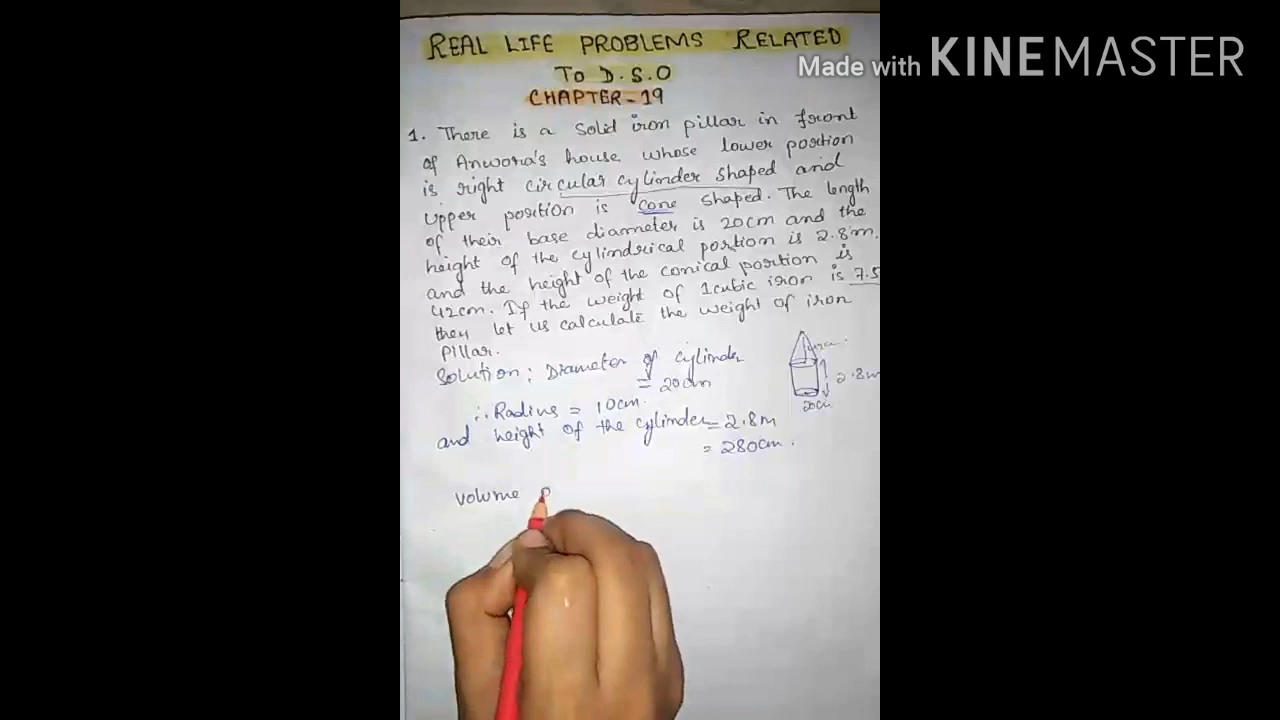 REAL LIFE PROBLEMS RELATED
TO D.S.O
CHAPTER-19
Made with KINEMASTER
1. There is a solid iron pillar in front
of Anwora's house whose lower portion
is right circular cylinder shaped and
upper portion is cone shaped. The length
of their base diameter is 20cm and the
height of the cylindrical portion is 2.8m.
and the height of the conical portion is
42cm. If the weight of 1cubic iron is 7.5
then let us calculate the weight of iron
pillar.
Solution: Diameter of cylinder
= 20cm
∴ Radius = 10cm.
and height of the cylinder = 2.8m
= 280cm.
2.8m
20cm
volume